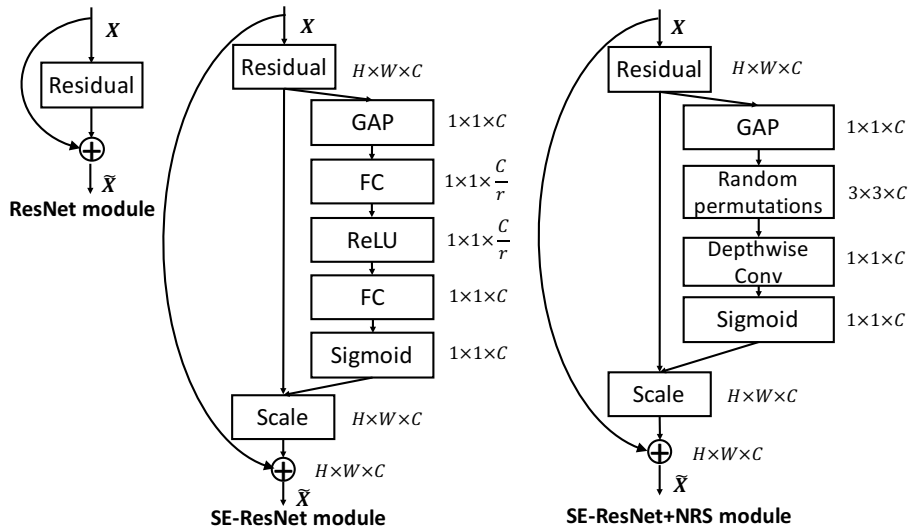 X
Residual
X̃
ResNet module
X
Residual
H×W×C
GAP
1×1×C
FC
1×1×C/r
ReLU
1×1×C/r
FC
1×1×C
Sigmoid
1×1×C
Scale
H×W×C
H×W×C
X̃
SE-ResNet module
X
Residual
H×W×C
GAP
1×1×C
Random
permutations
3×3×C
Depthwise
Conv
1×1×C
Sigmoid
1×1×C
Scale
H×W×C
H×W×C
X̃
SE-ResNet+NRS module